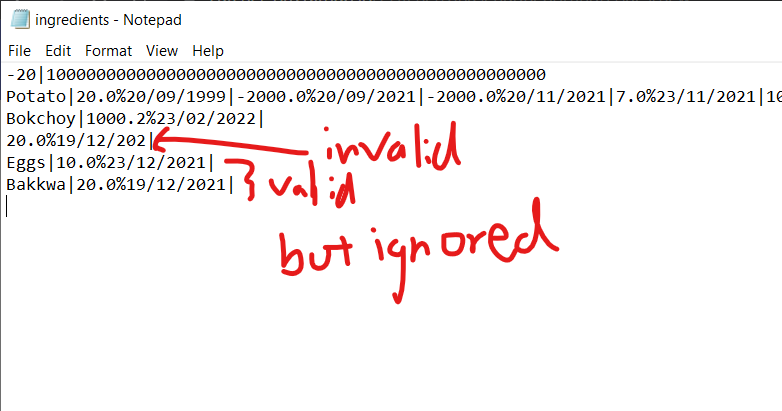 ingredients - Notepad
File Edit Format View Help
-20|10000000000000000000000000000000000000000000000000
Potato|20.0%20/09/1999|-2000.0%20/09/2021|-2000.0%20/11/2021|7.0%23/11/2021|10
Bokchoy|1000.2%23/02/2022|
20.0%19/12/202|
invalid
Eggs|10.0%23/12/2021|
Bakkwa|20.0%19/12/2021|
valid
but ignored